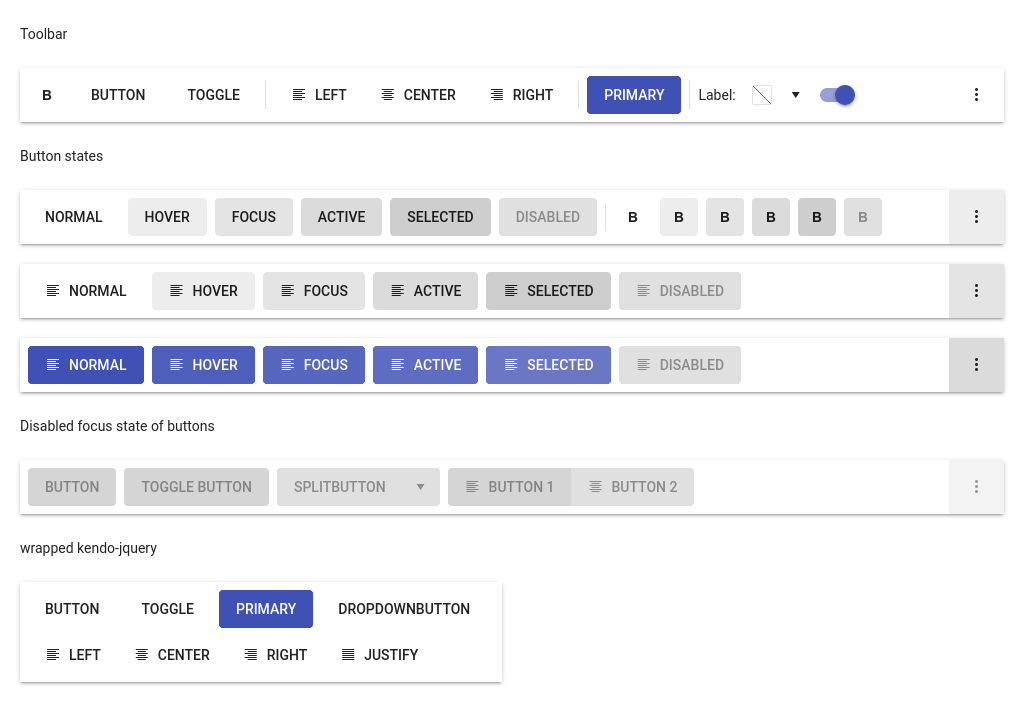 Toolbar
B BUTTON TOGGLE LEFT CENTER RIGHT PRIMARY Label:
Button states
NORMAL HOVER FOCUS ACTIVE SELECTED DISABLED B B B B B B
NORMAL HOVER FOCUS ACTIVE SELECTED DISABLED
NORMAL HOVER FOCUS ACTIVE SELECTED DISABLED
Disabled focus state of buttons
BUTTON TOGGLE BUTTON SPLITBUTTON BUTTON 1 BUTTON 2
wrapped kendo-jquery
BUTTON TOGGLE PRIMARY DROPDOWNBUTTON
LEFT CENTER RIGHT JUSTIFY